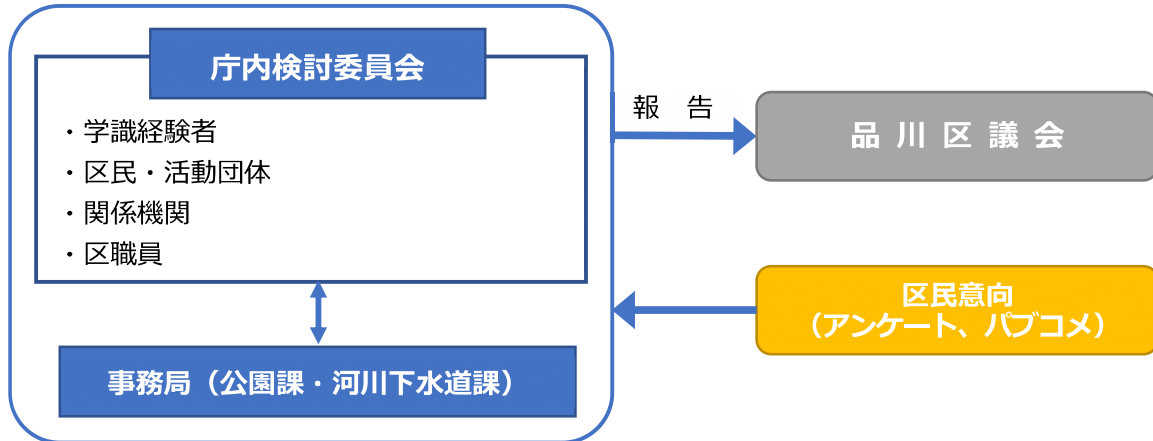 庁内検討委員会
・学識経験者
・区民・活動団体
・関係機関
・区職員
事務局（公園課・河川下水道課）
報　告
品 川 区 議 会
区民意向
（アンケート、パブコメ）